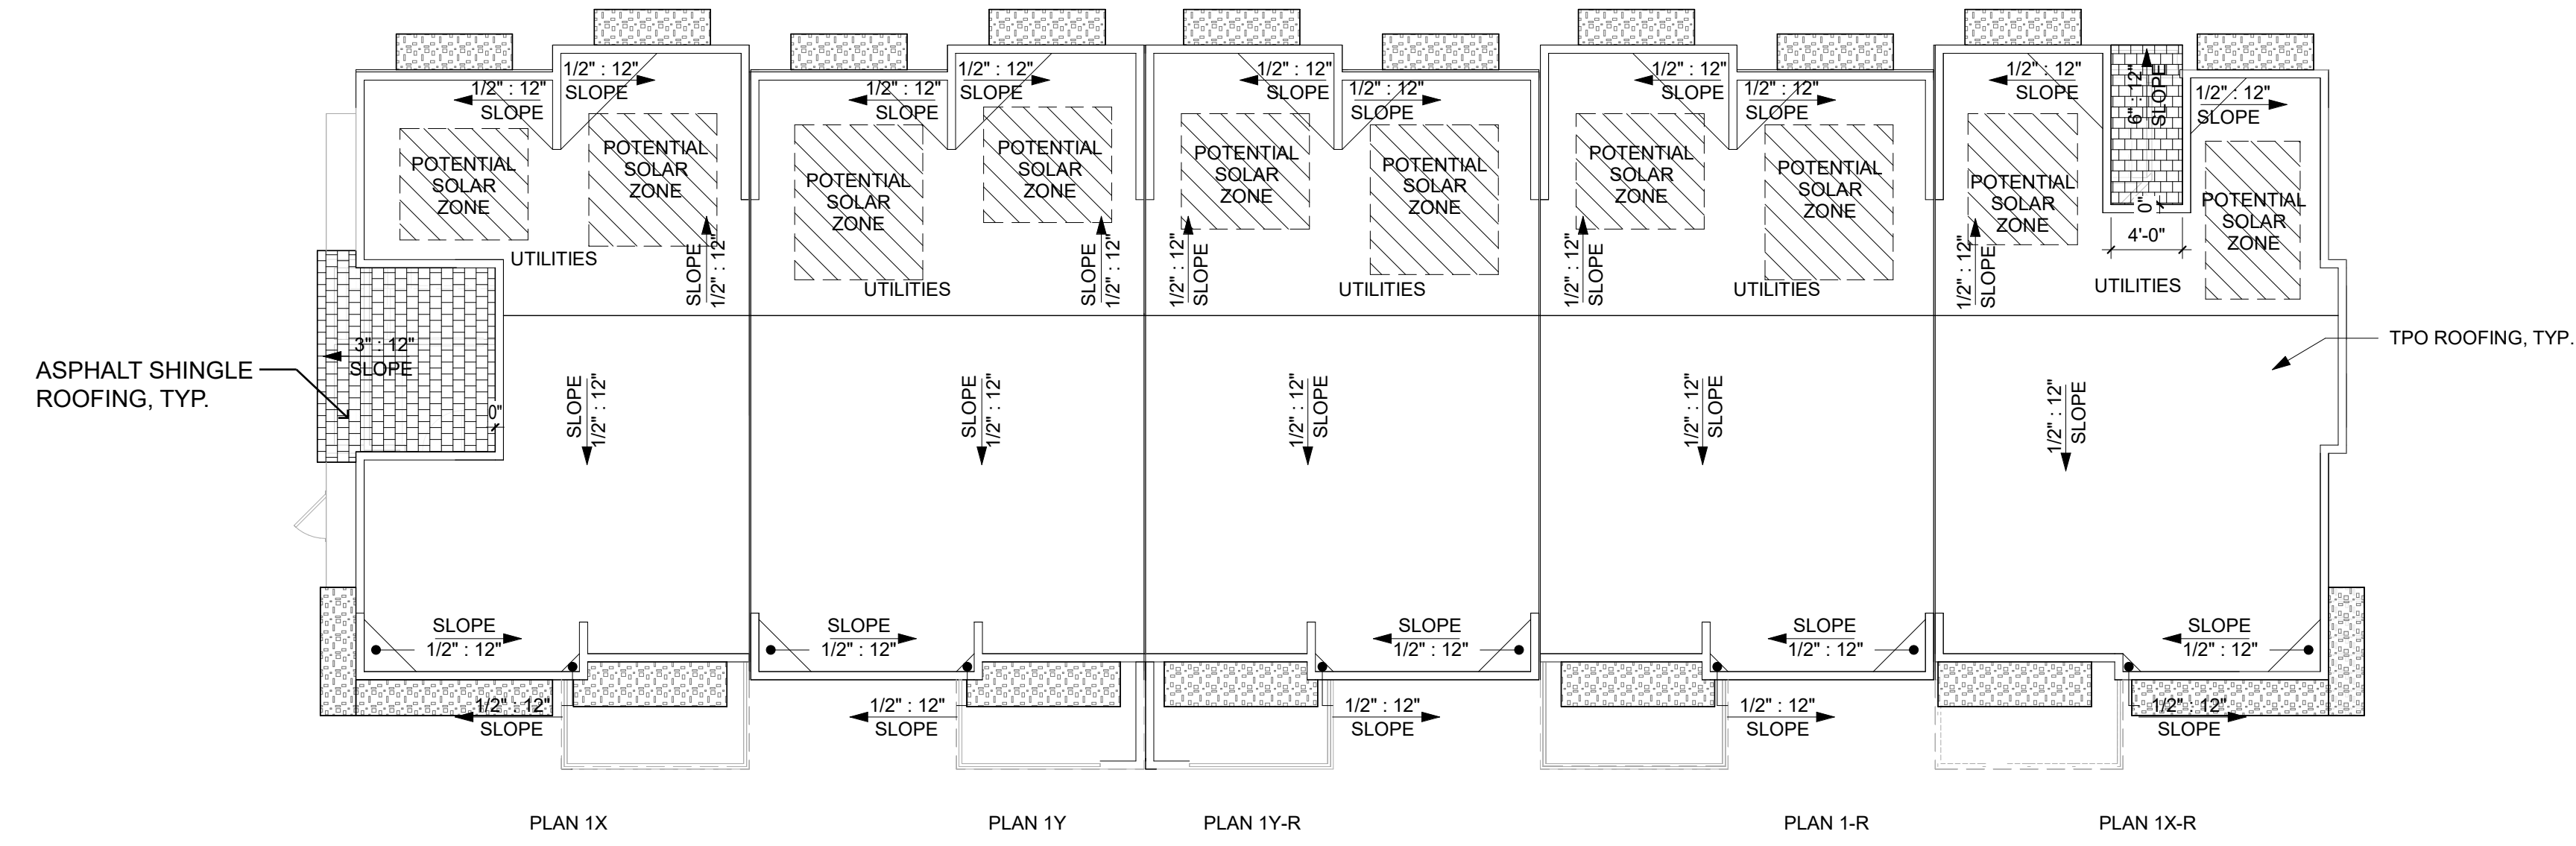 1/2" : 12"
SLOPE
1/2" : 12"
SLOPE
1/2" : 12"
SLOPE
1/2" : 12"
SLOPE
1/2" : 12"
SLOPE
1/2" : 12"
SLOPE
1/2" : 12"
SLOPE
1/2" : 12"
SLOPE
1/2" : 12"
SLOPE
6" : 12"
SLOPE
1/2" : 12"
SLOPE
POTENTIAL
SOLAR
ZONE
POTENTIAL
SOLAR
ZONE
POTENTIAL
SOLAR
ZONE
POTENTIAL
SOLAR
ZONE
POTENTIAL
SOLAR
ZONE
POTENTIAL
SOLAR
ZONE
POTENTIAL
SOLAR
ZONE
POTENTIAL
SOLAR
ZONE
POTENTIAL
SOLAR
ZONE
POTENTIAL
SOLAR
ZONE
0"
4'-0"
UTILITIES
SLOPE
1/2" : 12"
UTILITIES
SLOPE
1/2" : 12"
1/2" : 12"
SLOPE
UTILITIES
1/2" : 12"
SLOPE
UTILITIES
1/2" : 12"
SLOPE
UTILITIES
3" : 12"
SLOPE
0"
ASPHALT SHINGLE
ROOFING, TYP.
TPO ROOFING, TYP.
SLOPE
1/2" : 12"
SLOPE
1/2" : 12"
1/2" : 12"
SLOPE
1/2" : 12"
SLOPE
1/2" : 12"
SLOPE
SLOPE
1/2" : 12"
SLOPE
1/2" : 12"
SLOPE
1/2" : 12"
SLOPE
1/2" : 12"
SLOPE
1/2" : 12"
1/2" : 12"
SLOPE
1/2" : 12"
SLOPE
1/2" : 12"
SLOPE
1/2" : 12"
SLOPE
1/2" : 12"
SLOPE
PLAN 1X
PLAN 1Y
PLAN 1Y-R
PLAN 1-R
PLAN 1X-R